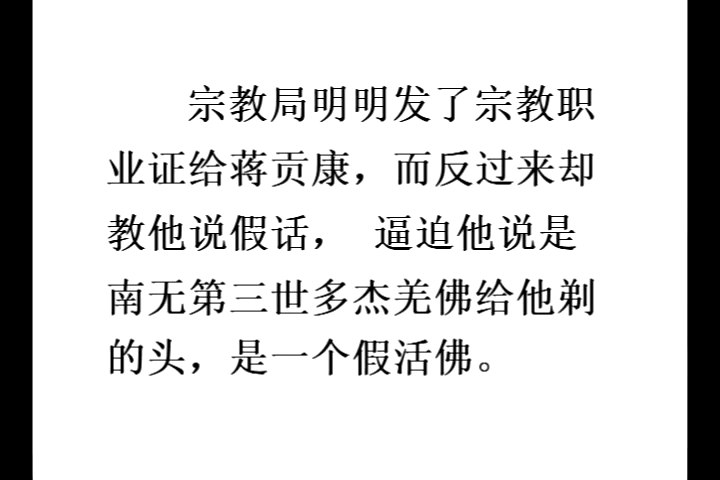 宗教局明明发了宗教职
业证给蒋贡康，而反过来却
教他说假话， 逼迫他说是
南无第三世多杰羌佛给他剃
的头，是一个假活佛。